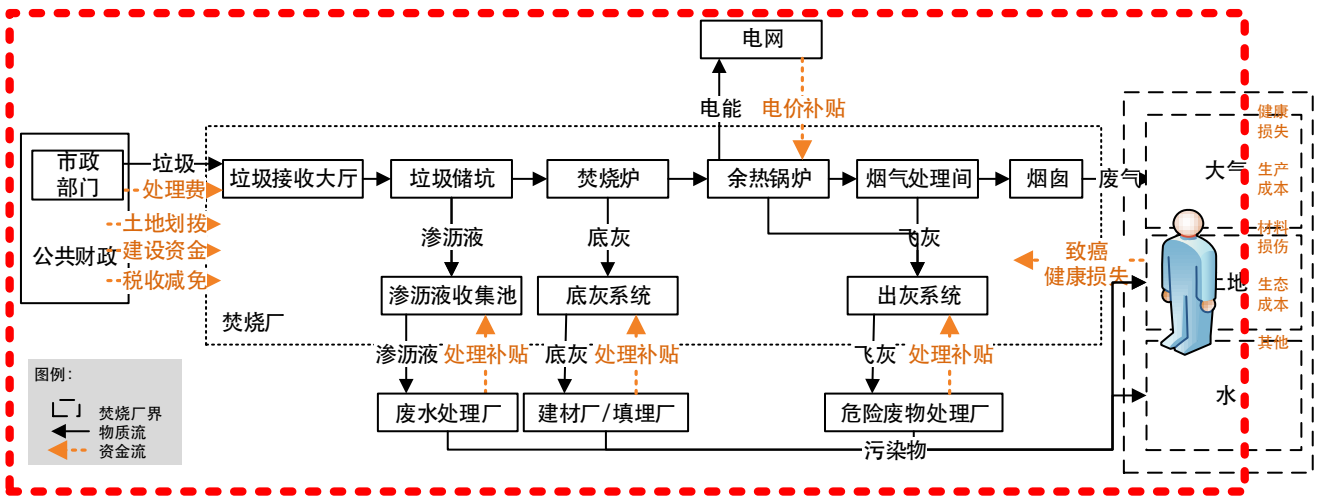 电网
电能
电价补贴
市政
部门
垃圾
处理费
土地划拨
公共财政
建设资金
税收减免
垃圾接收大厅
垃圾储坑
焚烧炉
余热锅炉
烟气处理间
烟囱
废气
大气
健康
损失
生产
成本
材料
损伤
生态
成本
其他
渗沥液
底灰
飞灰
致癌
健康损失
土地
渗沥液收集池
底灰系统
出灰系统
焚烧厂
渗沥液
处理补贴
底灰
处理补贴
飞灰
处理补贴
废水处理厂
建材厂/填埋厂
危险废物处理厂
水
污染物
图例：
焚烧厂界
物质流
资金流